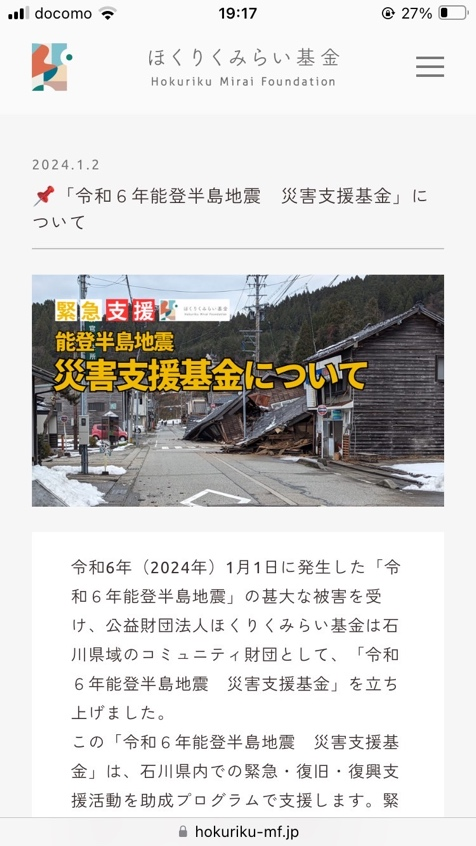 docomo 19:17 27%
ほくりくみらい基金
Hokuriku Mirai Foundation
2024.1.2
📌「令和６年能登半島地震　災害支援基金」に
ついて
緊急支援 ほくりくみらい基金
Hokuriku Mirai Foundation
能登半島地震
災害支援基金について
令和6年（2024年）1月1日に発生した「令
和６年能登半島地震」の甚大な被害を受
け、公益財団法人ほくりくみらい基金は石
川県域のコミュニティ財団として、「令和
６年能登半島地震　災害支援基金」を立ち
上げました。
この「令和６年能登半島地震　災害支援基
金」は、石川県内での緊急・復旧・復興支
援活動を助成プログラムで支援します。緊
hokuriku-mf.jp